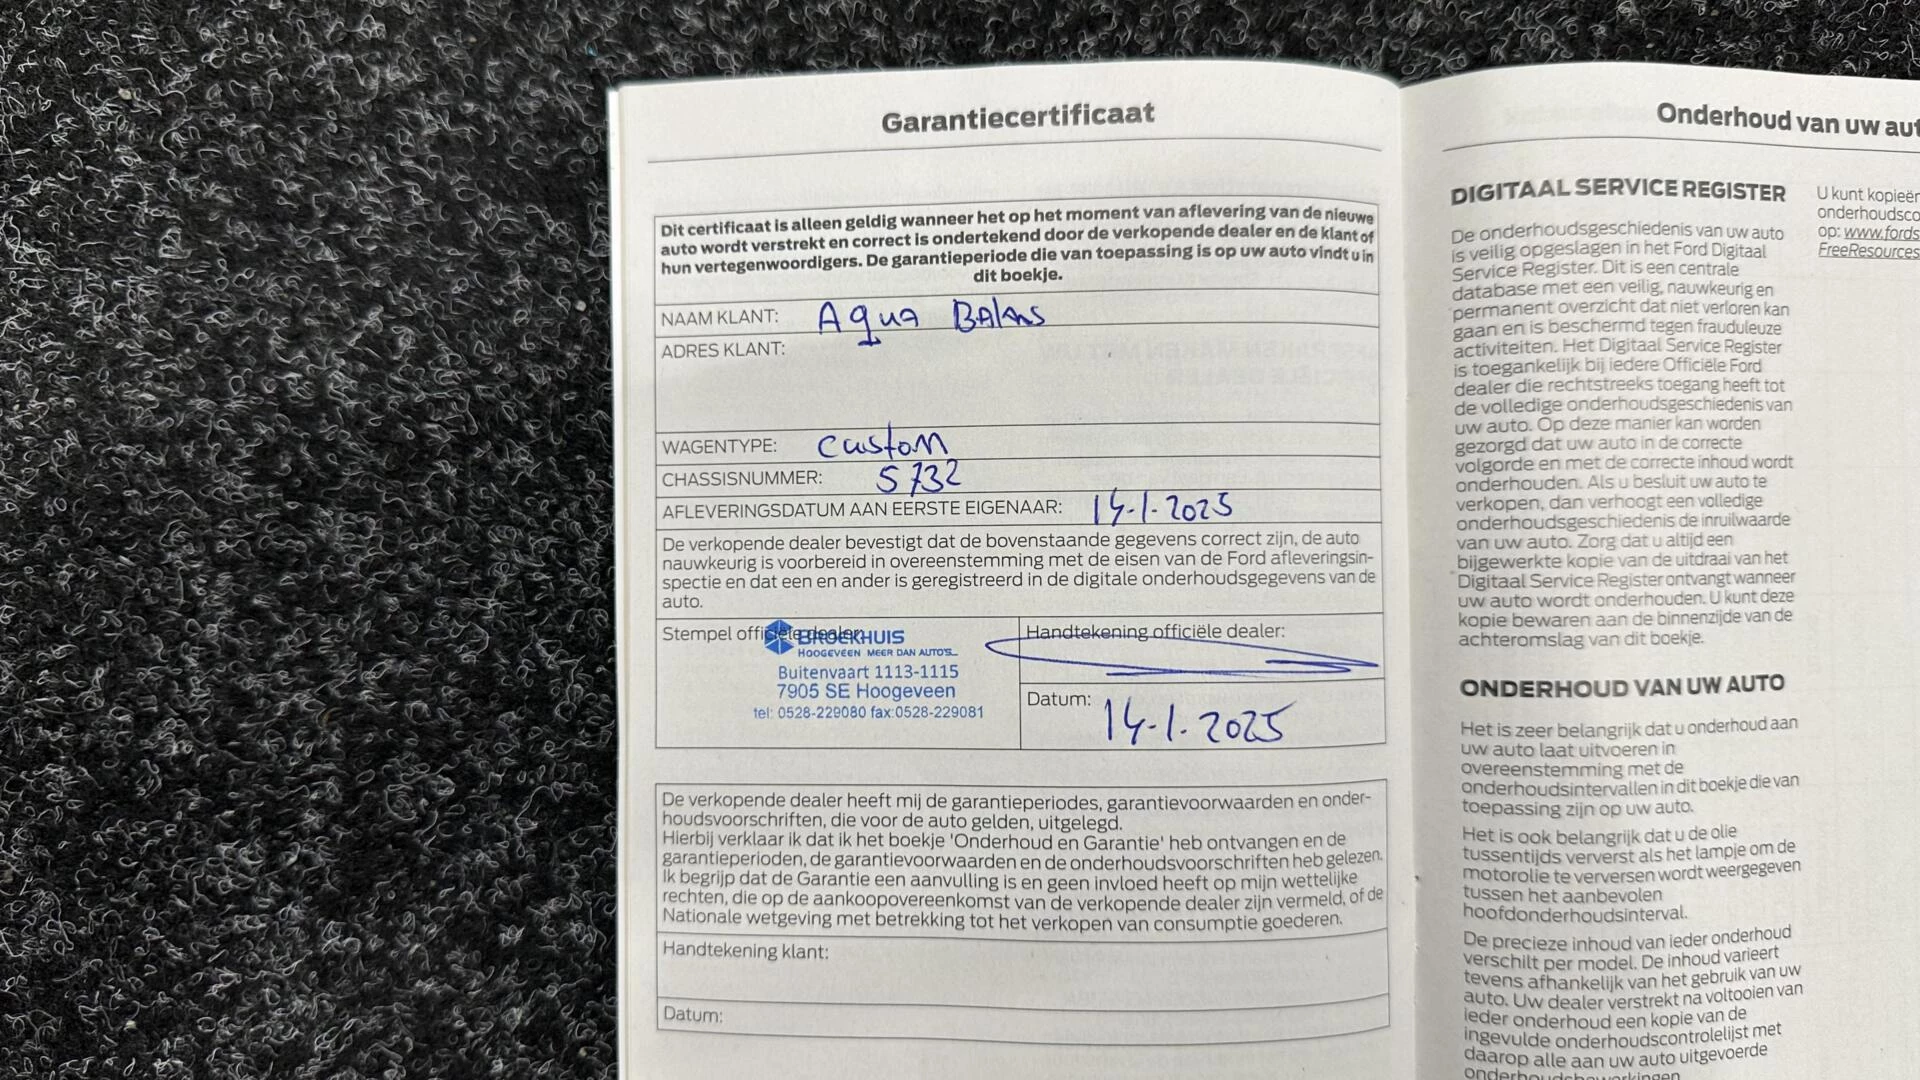 Garantiecertificaat
Dit certificaat is alleen geldig wanneer het op het moment van aflevering van de nieuwe
auto wordt verstrekt en correct is ondertekend door de verkopende dealer en de klant of
hun vertegenwoordigers. De garantieperiode die van toepassing is op uw auto vindt u in
dit boekje.
NAAM KLANT: Aqua Balans
ADRES KLANT:
WAGENTYPE: Custom
CHASSISNUMMER: 5732
AFLEVERINGSDATUM AAN EERSTE EIGENAAR: 14-1-2025
De verkopende dealer bevestigt dat de bovenstaande gegevens correct zijn, de auto
nauwkeurig is voorbereid in overeenstemming met de eisen van de Ford afleveringsin-
spectie en dat een en ander is geregistreerd in de digitale onderhoudsgegevens van de
auto.
Stempel officiële dealer:
BROEKHUIS
HOOGEVEEN MEER DAN AUTO'S
Buitenvaart 1113-1115
7905 SE Hoogeveen
tel: 0528-229080 fax:0528-229081
Handtekening officiële dealer:
Datum: 14-1-2025
De verkopende dealer heeft mij de garantieperiodes, garantievoorwaarden en onder-
houdsvoorschriften, die voor de auto gelden, uitgelegd.
Hierbij verklaar ik dat ik het boekje 'Onderhoud en Garantie' heb ontvangen en de
garantieperioden, de garantievoorwaarden en de onderhoudsvoorschriften heb gelezen.
Ik begrijp dat de Garantie een aanvulling is en geen invloed heeft op mijn wettelijke
rechten, die op de aankoopovereenkomst van de verkopende dealer zijn vermeld, of de
Nationale wetgeving met betrekking tot het verkopen van consumptie goederen.
Handtekening klant:
Datum:
Onderhoud van uw aut
DIGITAAL SERVICE REGISTER
De onderhoudsgeschiedenis van uw auto
is veilig opgeslagen in het Ford Digitaal
Service Register. Dit is een centrale
database met een veilig, nauwkeurig en
permanent overzicht dat niet verloren kan
gaan en is beschermd tegen frauduleuze
activiteiten. Het Digitaal Service Register
is toegankelijk bij iedere Officiële Ford
dealer die rechtstreeks toegang heeft tot
de volledige onderhoudsgeschiedenis van
uw auto. Op deze manier kan worden
gezorgd dat uw auto in de correcte
volgorde en met de correcte inhoud wordt
onderhouden. Als u besluit uw auto te
verkopen, dan verhoogt een volledige
onderhoudsgeschiedenis de inruilwaarde
van uw auto. Zorg dat u altijd een
bijgewerkte kopie van de uitdraai van het
Digitaal Service Register ontvangt wanneer
uw auto wordt onderhouden. U kunt deze
kopie bewaren aan de binnenzijde van de
achteromslag van dit boekje.
ONDERHOUD VAN UW AUTO
Het is zeer belangrijk dat u onderhoud aan
uw auto laat uitvoeren in
overeenstemming met de
onderhoudsintervallen in dit boekje die van
toepassing zijn op uw auto.
Het is ook belangrijk dat u de olie
tussentijds ververst als het lampje om de
motorolie te verversen wordt weergegeven
tussen het aanbevolen
hoofdonderhoudsinterval.
De precieze inhoud van ieder onderhoud
verschilt per model. De inhoud varieert
tevens afhankelijk van het gebruik van uw
auto. Uw dealer verstrekt na voltooien van
ieder onderhoud een kopie van de
ingevulde onderhoudscontrolelijst met
daarop alle aan uw auto uitgevoerde
onderhoudsbewerkingen
U kunt kopieër
onderhoudsco
op: www.fords
FreeResources